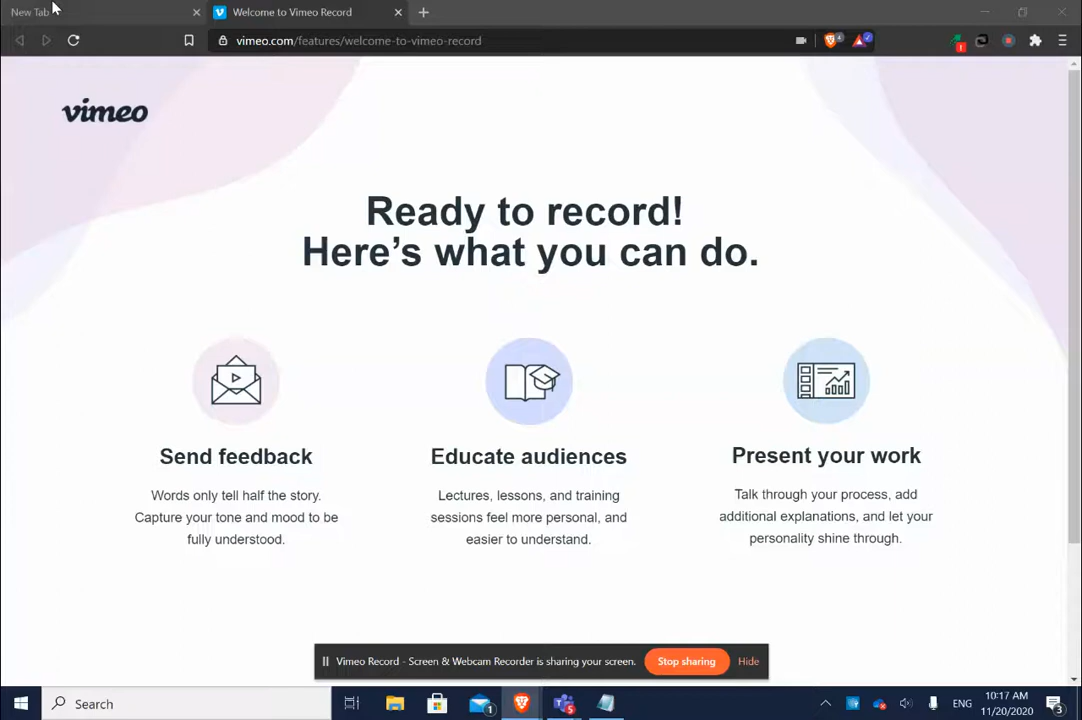 New Tab
Welcome to Vimeo Record
vimeo.com/features/welcome-to-vimeo-record
4
vimeo
Ready to record!
Here's what you can do.
Send feedback
Words only tell half the story.
Capture your tone and mood to be
fully understood.
Educate audiences
Lectures, lessons, and training
sessions feel more personal, and
easier to understand.
Present your work
Talk through your process, add
additional explanations, and let your
personality shine through.
Vimeo Record - Screen & Webcam Recorder is sharing your screen.
Stop sharing
Hide
Search
1
5
ENG
10:17 AM
11/20/2020
3